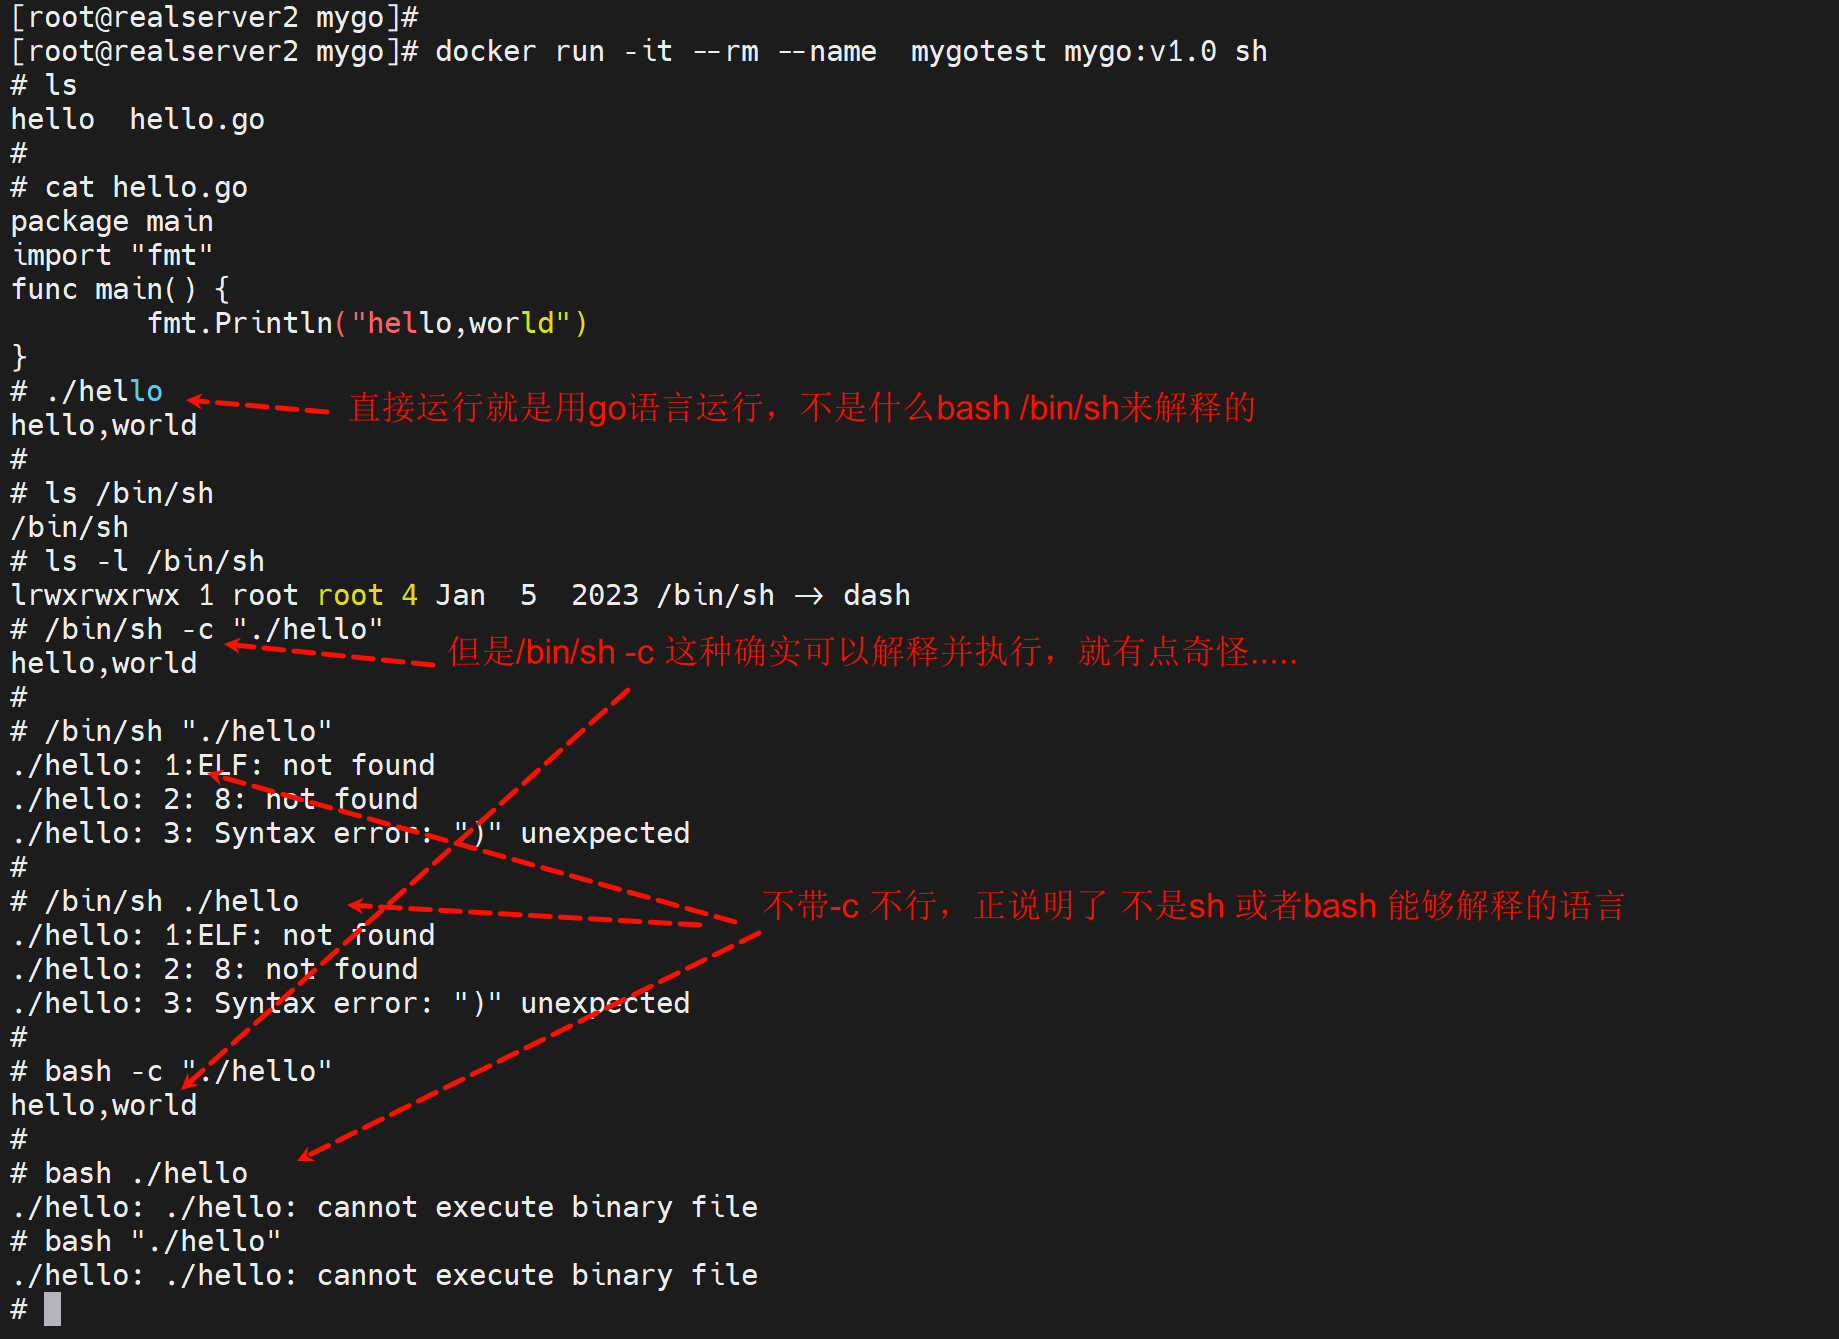 [root@realserver2 mygo]#
[root@realserver2 mygo]# docker run -it --rm --name  mygotest mygo:v1.0 sh
# ls
hello  hello.go
#
# cat hello.go
package main
import "fmt"
func main() {
        fmt.Println("hello,world")
}
# ./hello
直接运行就是用go语言运行，不是什么bash /bin/sh来解释的
hello,world
#
# ls /bin/sh
/bin/sh
# ls -l /bin/sh
lrwxrwxrwx 1 root root 4 Jan  5  2023 /bin/sh -> dash
# /bin/sh -c "./hello"
但是/bin/sh -c 这种确实可以解释并执行，就有点奇怪.....
hello,world
#
# /bin/sh "./hello"
./hello: 1:ELF: not found
./hello: 2: 8: not found
./hello: 3: Syntax error: ")" unexpected
#
# /bin/sh ./hello
不带-c 不行，正说明了 不是sh 或者bash 能够解释的语言
./hello: 1:ELF: not found
./hello: 2: 8: not found
./hello: 3: Syntax error: ")" unexpected
#
# bash -c "./hello"
hello,world
#
# bash ./hello
./hello: ./hello: cannot execute binary file
# bash "./hello"
./hello: ./hello: cannot execute binary file
#